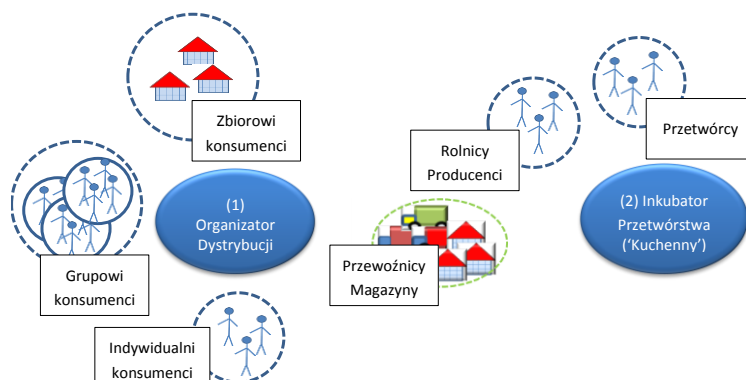 Zbiorowi
konsumenci
Przetwórcy
Rolnicy
Producenci
(1)
Organizator
Dystrybucji
(2) Inkubator
Przetwórstwa
(‘Kuchenny’)
Grupowi
konsumenci
Przewoźnicy
Magazyny
Indywidualni
konsumenci